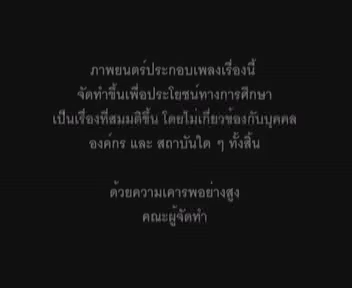 ภาพยนตร์ประกอบเพลงเรื่องนี้
จัดทำขึ้นเพื่อประโยชน์ทางการศึกษา
เป็นเรื่องที่สมมติขึ้น โดยไม่เกี่ยวข้องกับบุคคล
องค์กร และ สถาบันใด ๆ ทั้งสิ้น
ด้วยความเคารพอย่างสูง
คณะผู้จัดทำ